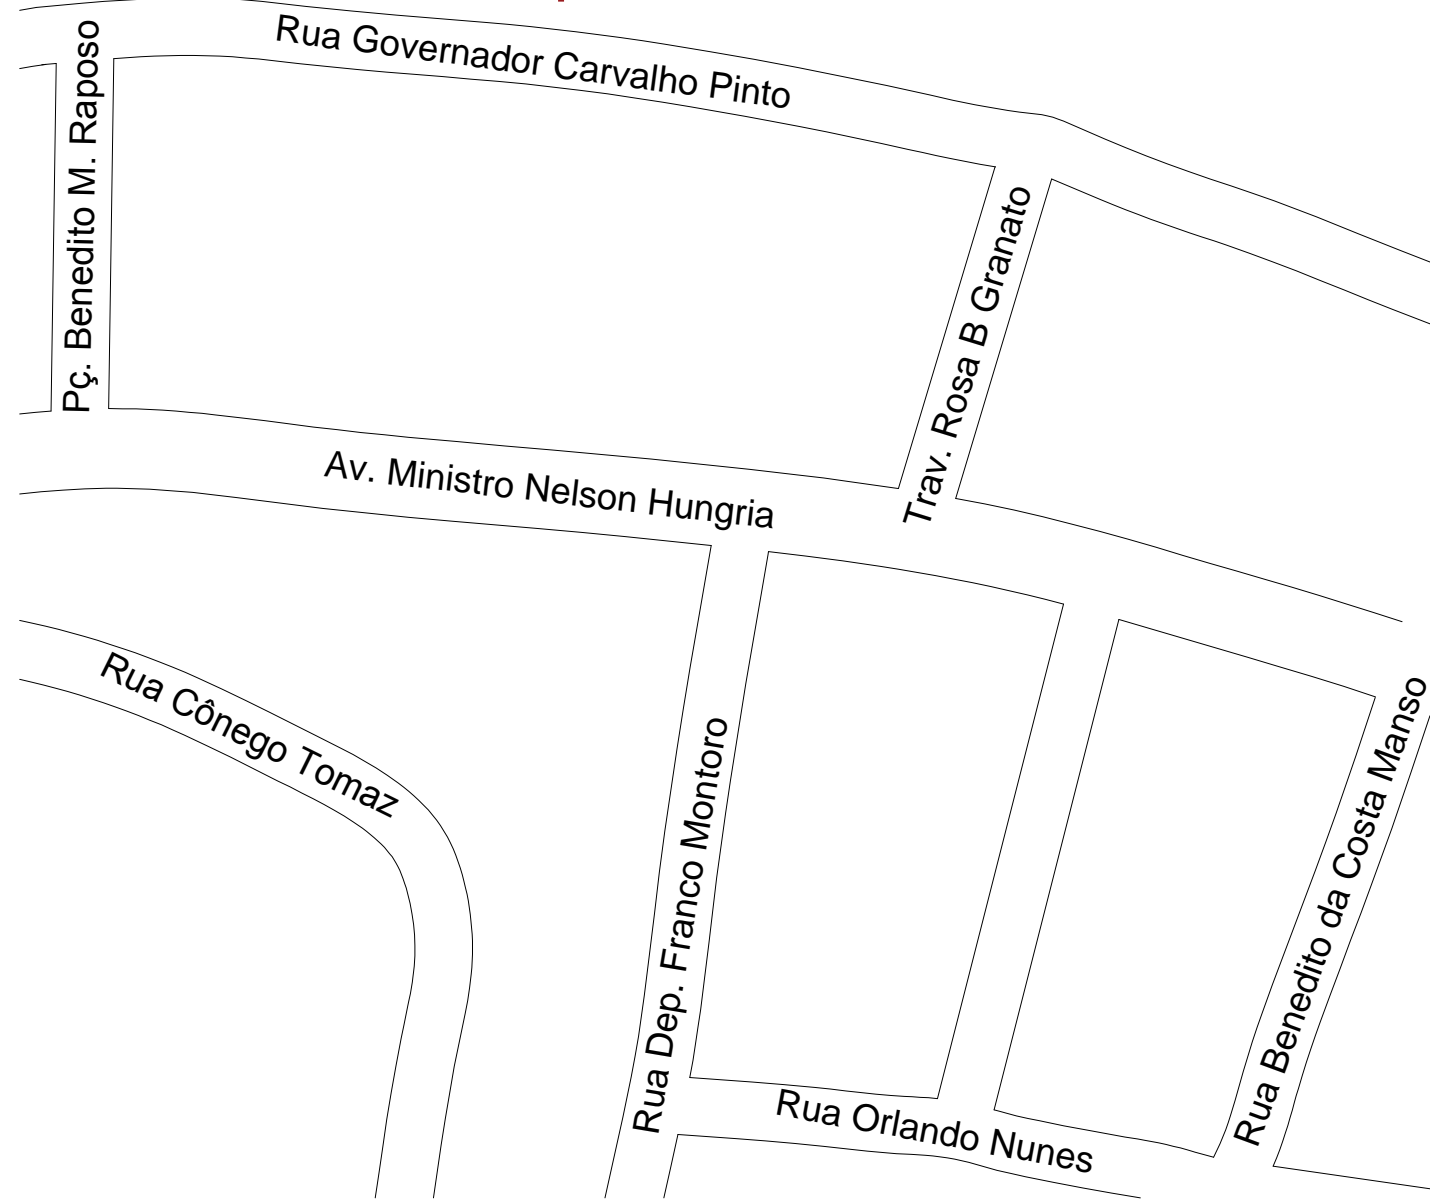 Rua Governador Carvalho Pinto
Pç. Benedito M. Raposo
Trav. Rosa B Granato
Av. Ministro Nelson Hungria
Rua Cônego Tomaz
Rua Dep. Franco Montoro
Rua Benedito da Costa Manso
Rua Orlando Nunes